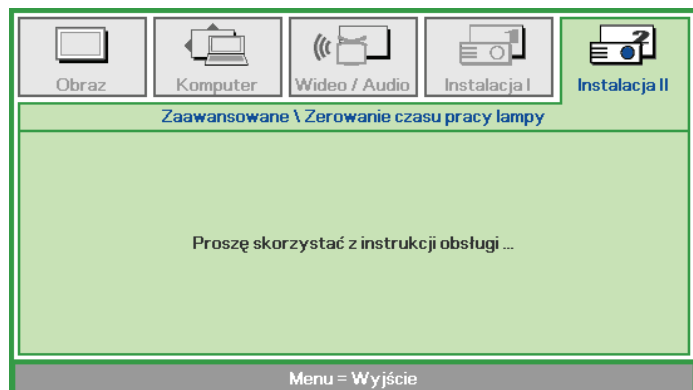 Obraz
Komputer
Wideo / Audio
Instalacja I
Instalacja II
Zaawansowane \ Zerowanie czasu pracy lampy
Proszę skorzystać z instrukcji obsługi ...
Menu = Wyjście